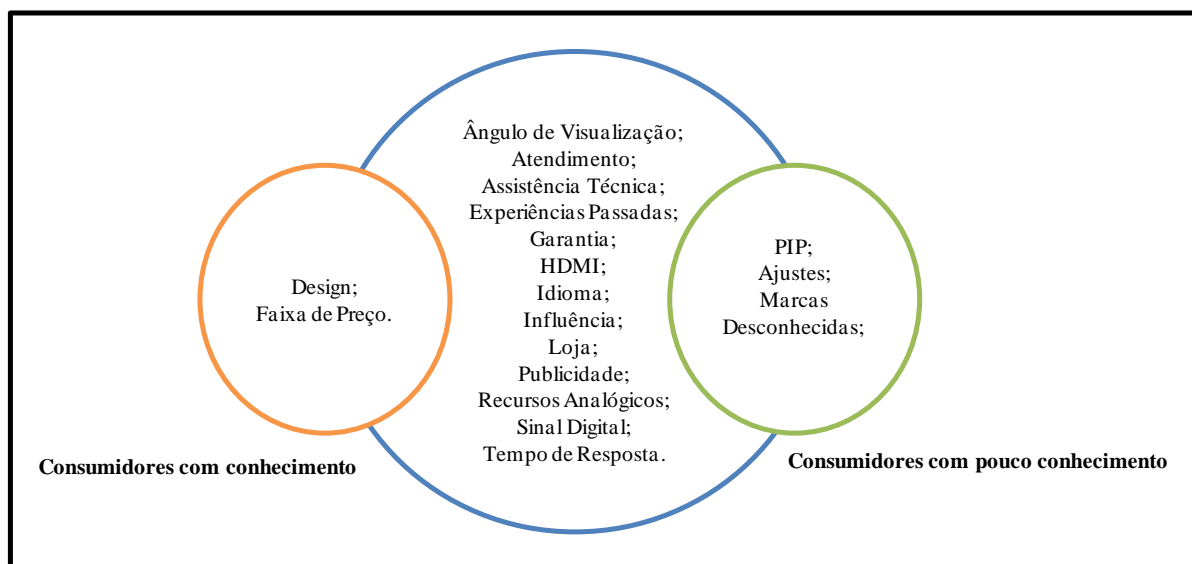 Design;
Faixa de Preço.
Ângulo de Visualização;
Atendimento;
Assistência Técnica;
Experiências Passadas;
Garantia;
HDMI;
Idioma;
Influência;
Loja;
Publicidade;
Recursos Analógicos;
Sinal Digital;
Tempo de Resposta.
PIP;
Ajustes;
Marcas
Desconhecidas;
Consumidores com conhecimento
Consumidores com pouco conhecimento